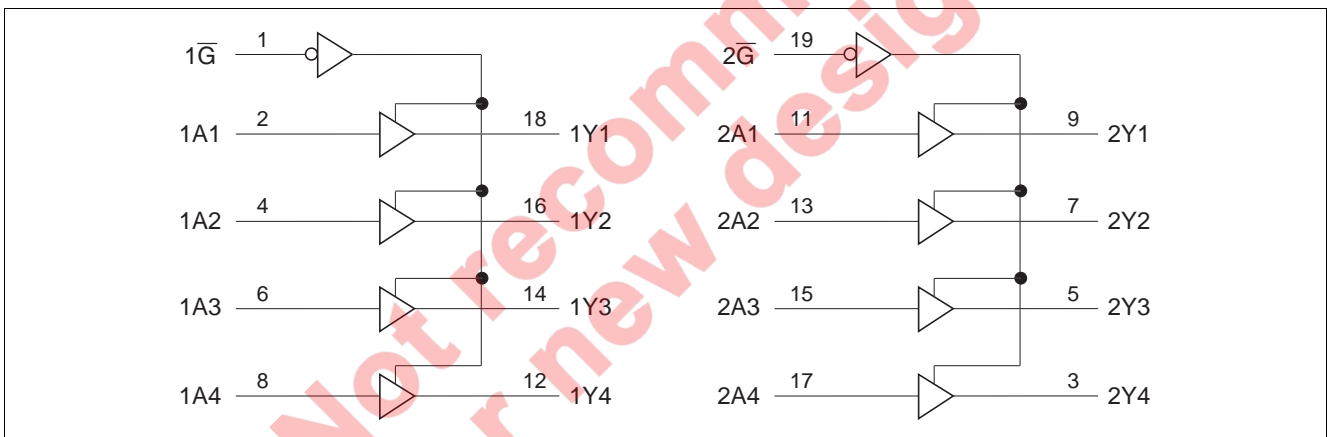 1G̅ 1 2G̅ 19
1A1 2 18 1Y1 2A1 11 9 2Y1
1A2 4 16 1Y2 2A2 13 7 2Y2
1A3 6 14 1Y3 2A3 15 5 2Y3
1A4 8 12 1Y4 2A4 17 3 2Y4
Not
new